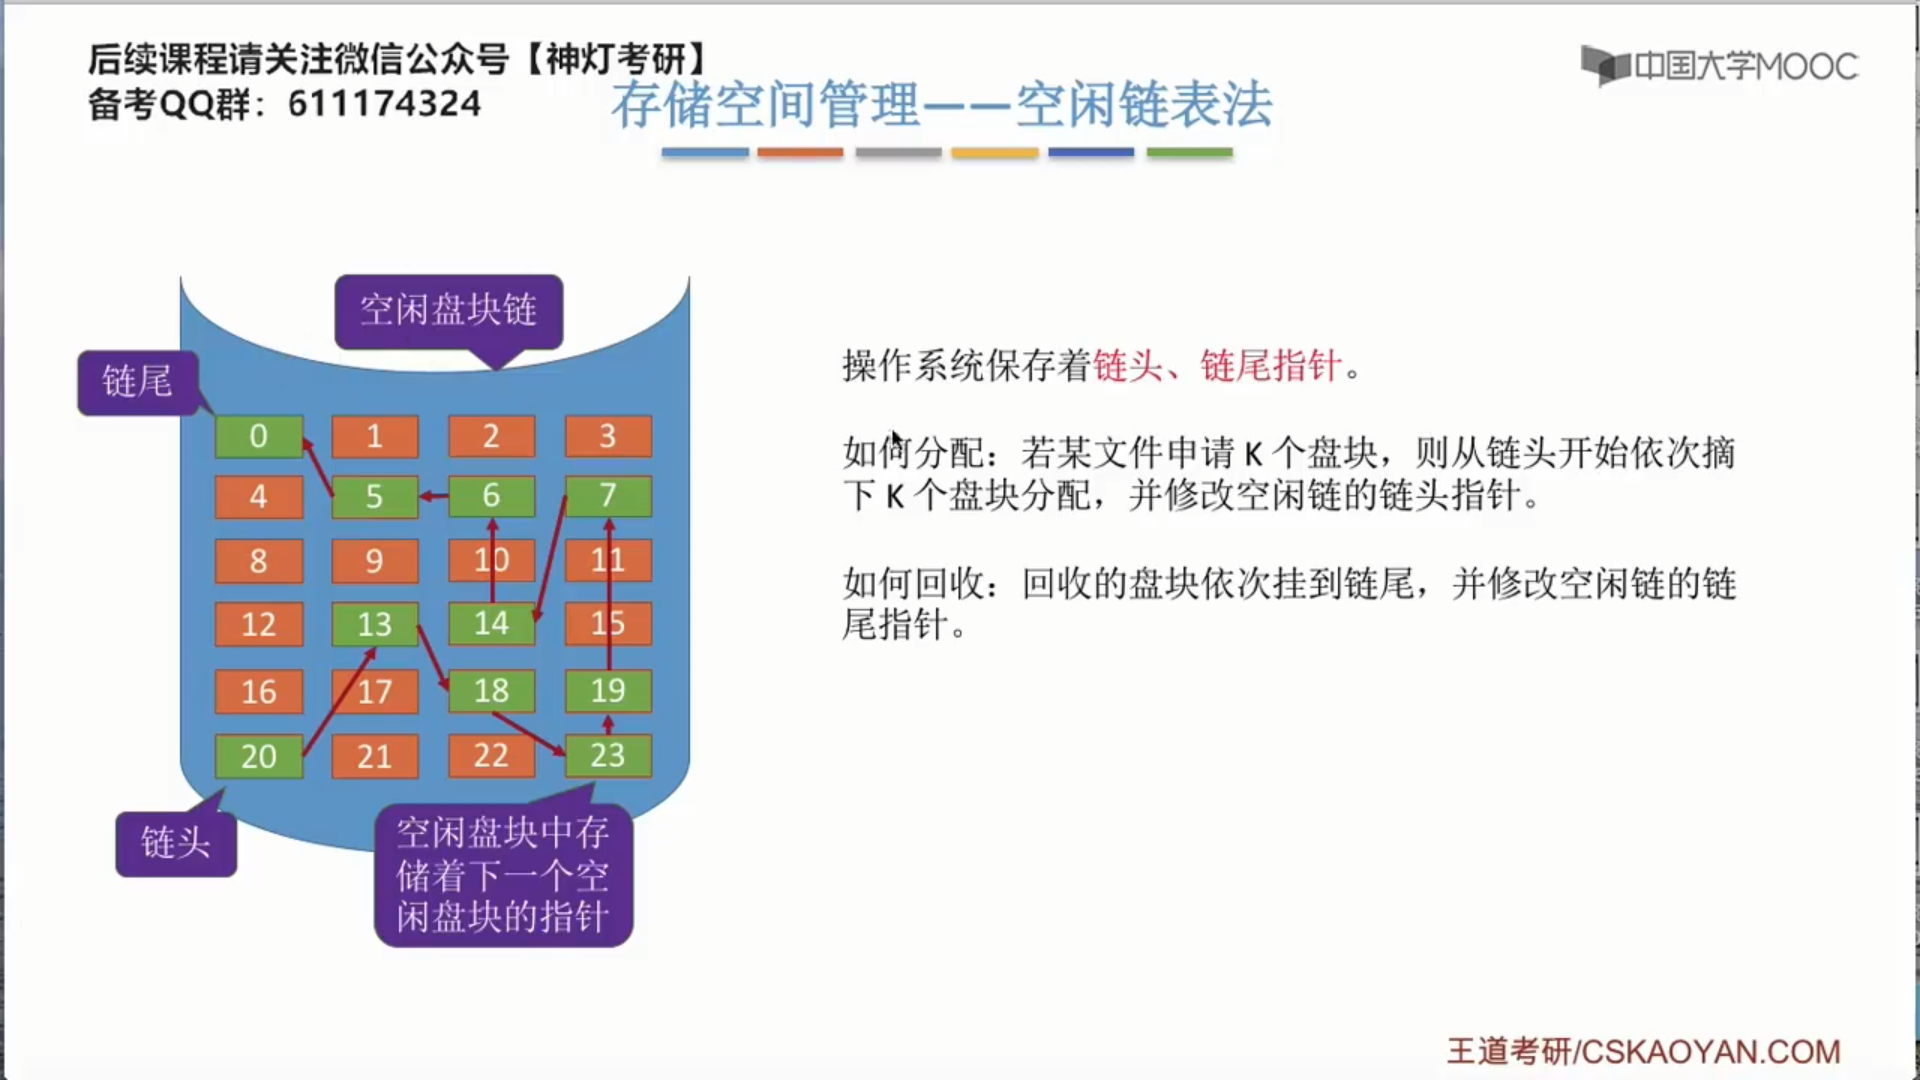 后续课程请关注微信公众号【神灯考研】
备考QQ群：611174324
中国大学MOOC
存储空间管理——空闲链表法
空闲盘块链
链尾
0 1 2 3
4 5 6 7
8 9 10 11
12 13 14 15
16 17 18 19
20 21 22 23
链头
空闲盘块中存
储着下一个空
闲盘块的指针
操作系统保存着链头、链尾指针。
如何分配：若某文件申请 K 个盘块，则从链头开始依次摘
下 K 个盘块分配，并修改空闲链的链头指针。
如何回收：回收的盘块依次挂到链尾，并修改空闲链的链
尾指针。
王道考研/CSKAOYAN.COM